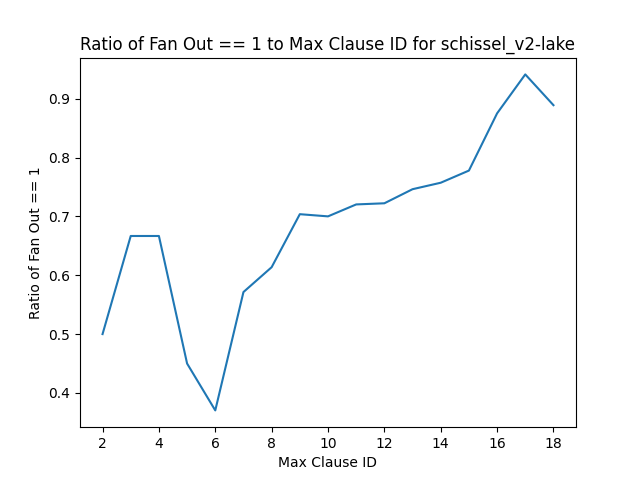 Ratio of Fan Out == 1 to Max Clause ID for schissel_v2-lake
Ratio of Fan Out == 1
0.9
0.8
0.7
0.6
0.5
0.4
2 4 6 8 10 12 14 16 18
Max Clause ID